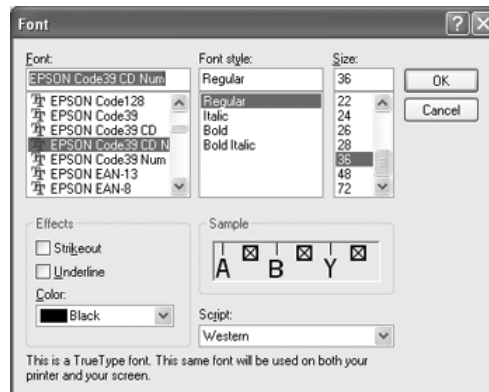 Font
Font: Font style: Size:
EPSON Code39 CD Num Regular 36 OK
EPSON Code128 Regular 22 Cancel
EPSON Code39 Italic 24
EPSON Code39 CD Bold 26
EPSON Code39 CD N Bold Italic 28
EPSON Code39 Num 36
EPSON EAN-13 48
EPSON EAN-8 72
Effects Sample
Strikeout
Underline
A B Y
Color:
Black
Script:
Western
This is a TrueType font. This same font will be used on both your
printer and your screen.